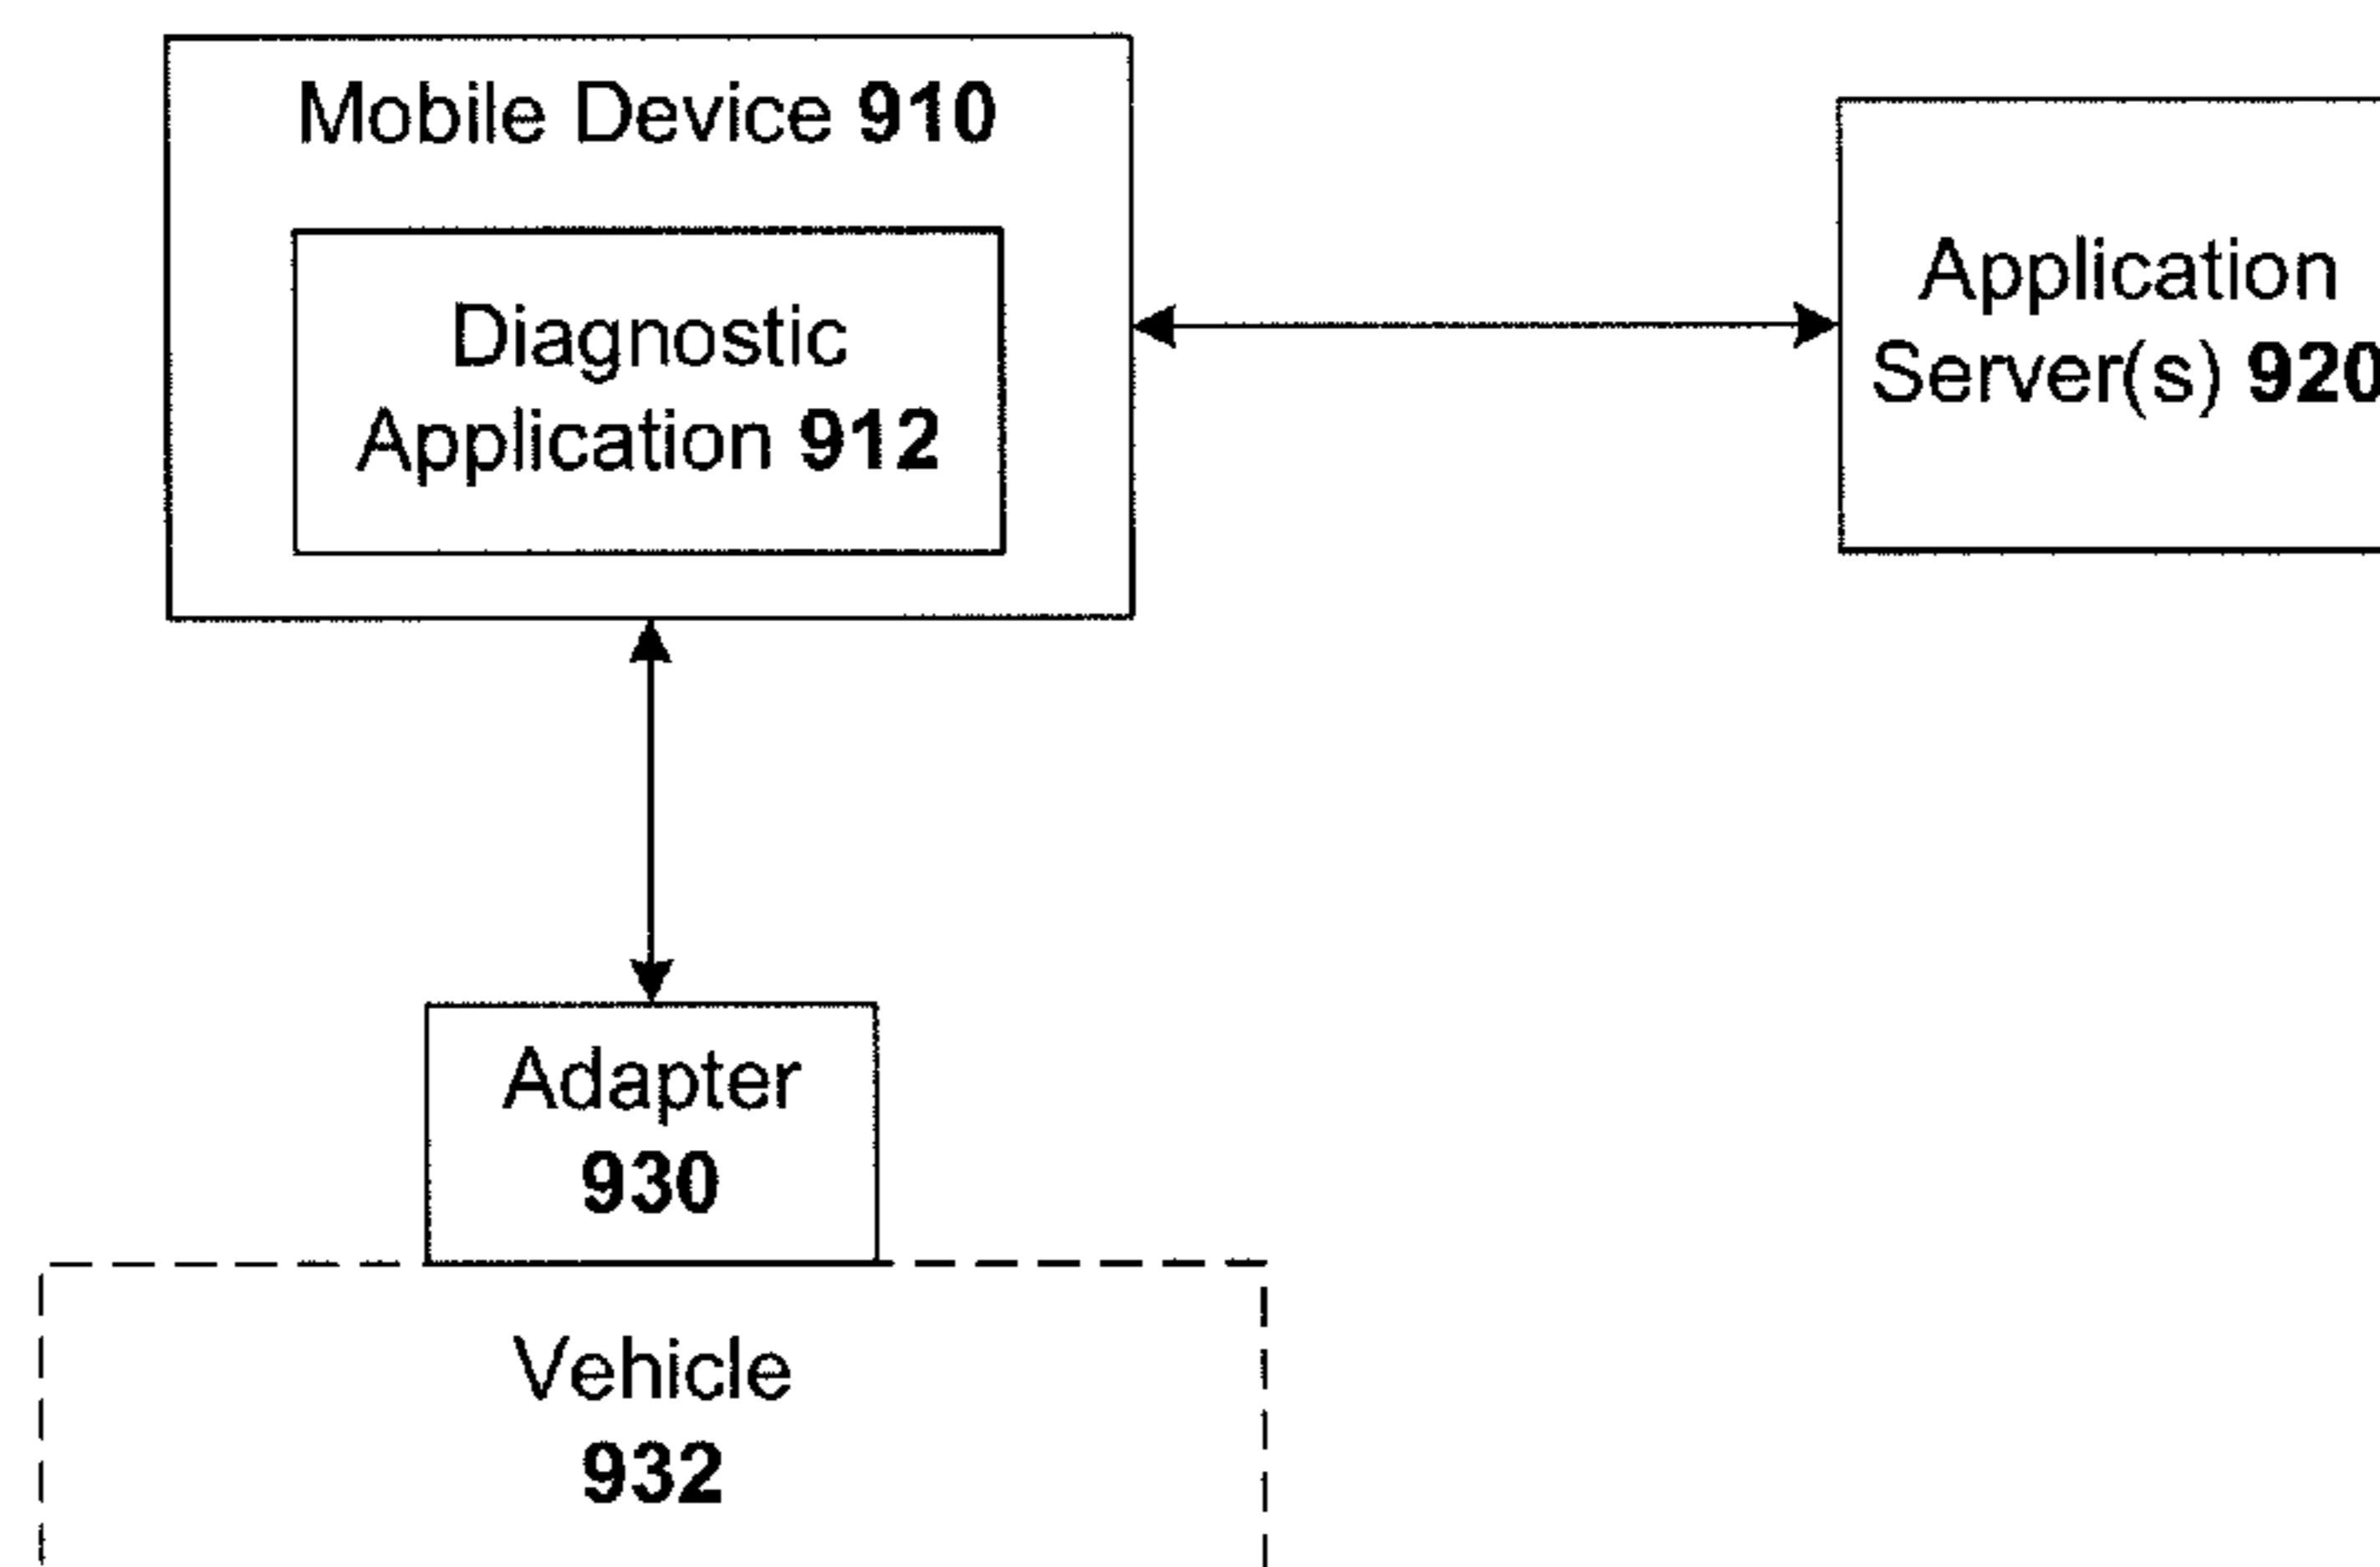 Mobile Device 910
Diagnostic
Application 912
Application
Server(s) 920
Adapter
930
Vehicle
932